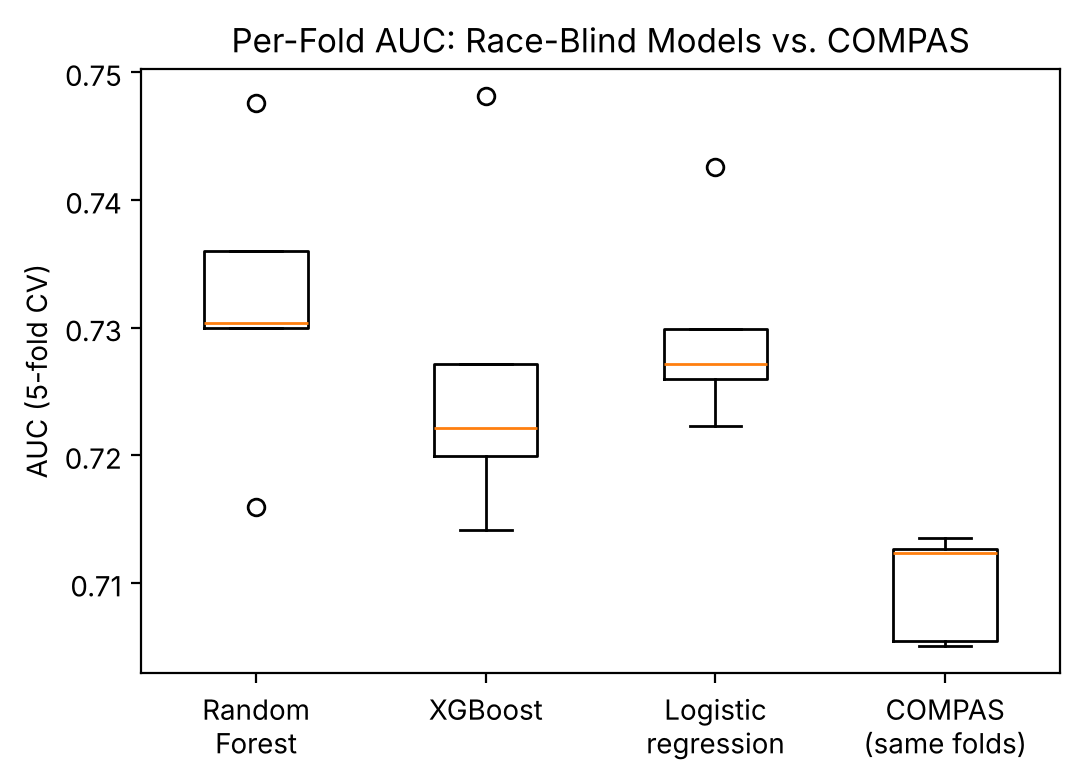 Per-Fold AUC: Race-Blind Models vs. COMPAS
AUC (5-fold CV)
0.75
0.74
0.73
0.72
0.71
Random
Forest
XGBoost
Logistic
regression
COMPAS
(same folds)